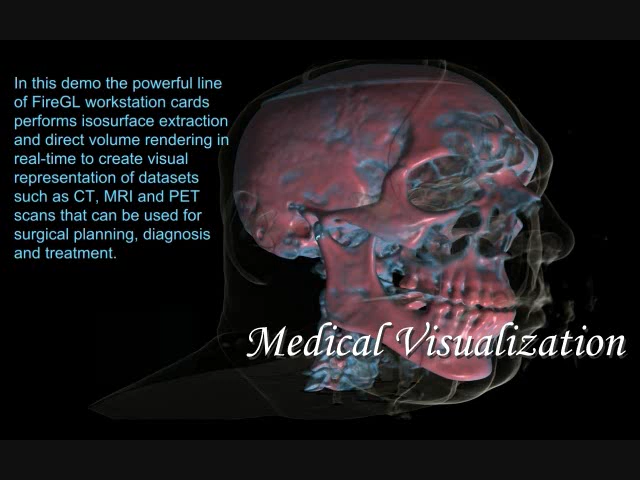 In this demo the powerful line
of FireGL workstation cards
performs isosurface extraction
and direct volume rendering in
real-time to create visual
representation of datasets
such as CT, MRI and PET
scans that can be used for
surgical planning, diagnosis
and treatment.
Medical Visualization